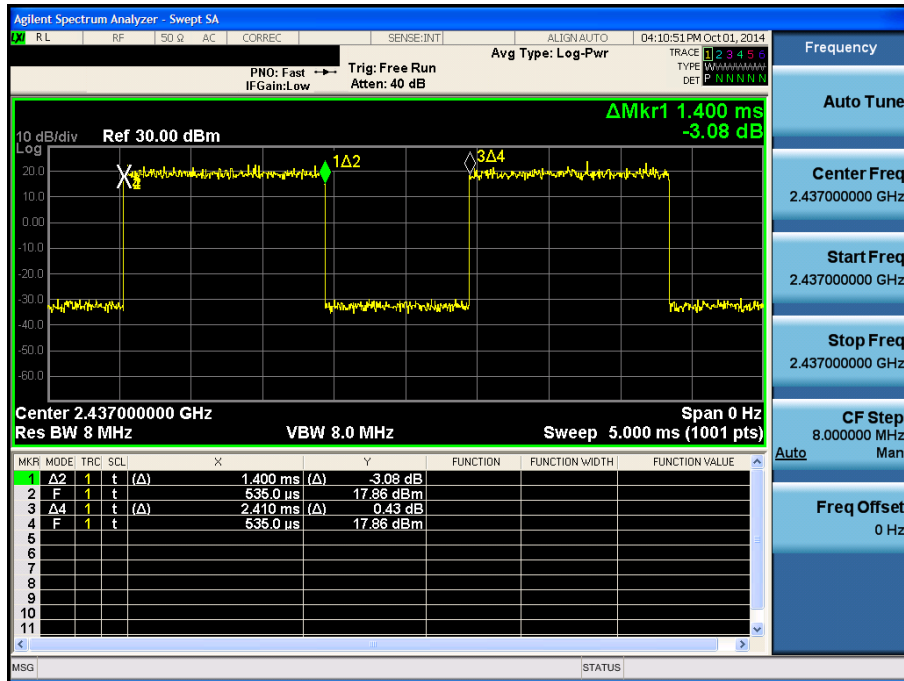 Agilent Spectrum Analyzer - Swept SA
LXI RL RF 50 Ω AC CORREC SENSE:INT ALIGN AUTO 04:10:51 PM Oct 01, 2014
Avg Type: Log-Pwr
TRACE 1 2 3 4 5 6
TYPE WWWWWW
DET P N N N N N
PNO: Fast
IFGain:Low
Trig: Free Run
Atten: 40 dB
ΔMkr1 1.400 ms
-3.08 dB
10 dB/div Ref 30.00 dBm
Log
20.0
10.0
0.00
-10.0
-20.0
-30.0
-40.0
-50.0
-60.0
1Δ2
3Δ4
Center 2.437000000 GHz Span 0 Hz
Res BW 8 MHz VBW 8.0 MHz Sweep 5.000 ms (1001 pts)
MKR MODE TRC SCL X Y FUNCTION FUNCTION WIDTH FUNCTION VALUE
1 Δ2 1 t (Δ) 1.400 ms (Δ) -3.08 dB
2 F 1 t 535.0 µs 17.86 dBm
3 Δ4 1 t (Δ) 2.410 ms (Δ) 0.43 dB
4 F 1 t 535.0 µs 17.86 dBm
5
6
7
8
9
10
11
MSG STATUS
Frequency
Auto Tune
Center Freq
2.437000000 GHz
Start Freq
2.437000000 GHz
Stop Freq
2.437000000 GHz
CF Step
8.000000 MHz
Auto Man
Freq Offset
0 Hz